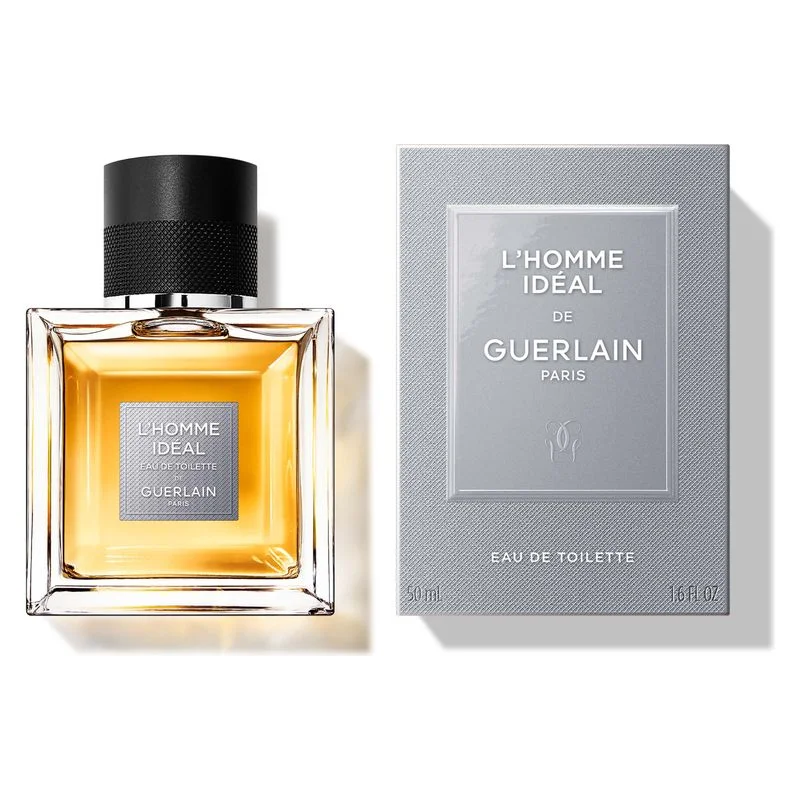 L'HOMME
IDÉAL
EAU DE TOILETTE
DE
GUERLAIN
PARIS
L'HOMME
IDÉAL
DE
GUERLAIN
PARIS
EAU DE TOILETTE
50 ml
1.6 FL OZ